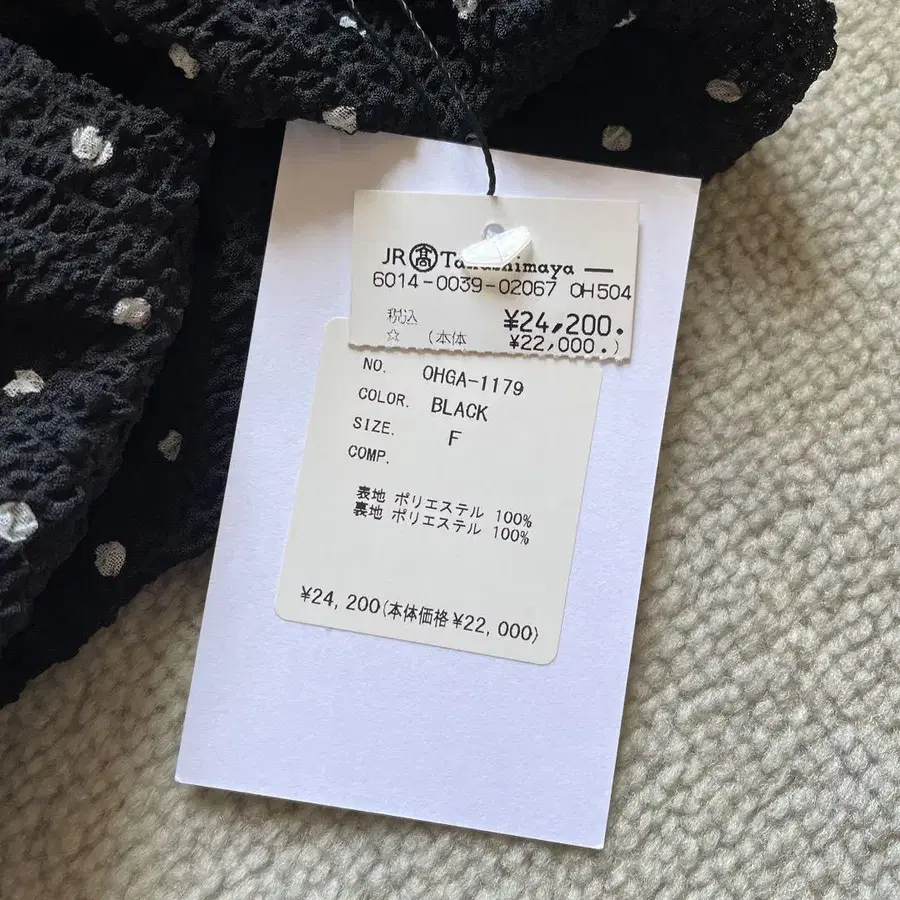 JR 髙 Takashimaya
6014-0039-02067 OH504
税込 ¥24,200.
☆ (本体 ¥22,000.)
NO. OHGA-1179
COLOR. BLACK
SIZE. F
COMP.
表地 ポリエステル 100%
裏地 ポリエステル 100%
¥24,200(本体価格¥22,000)